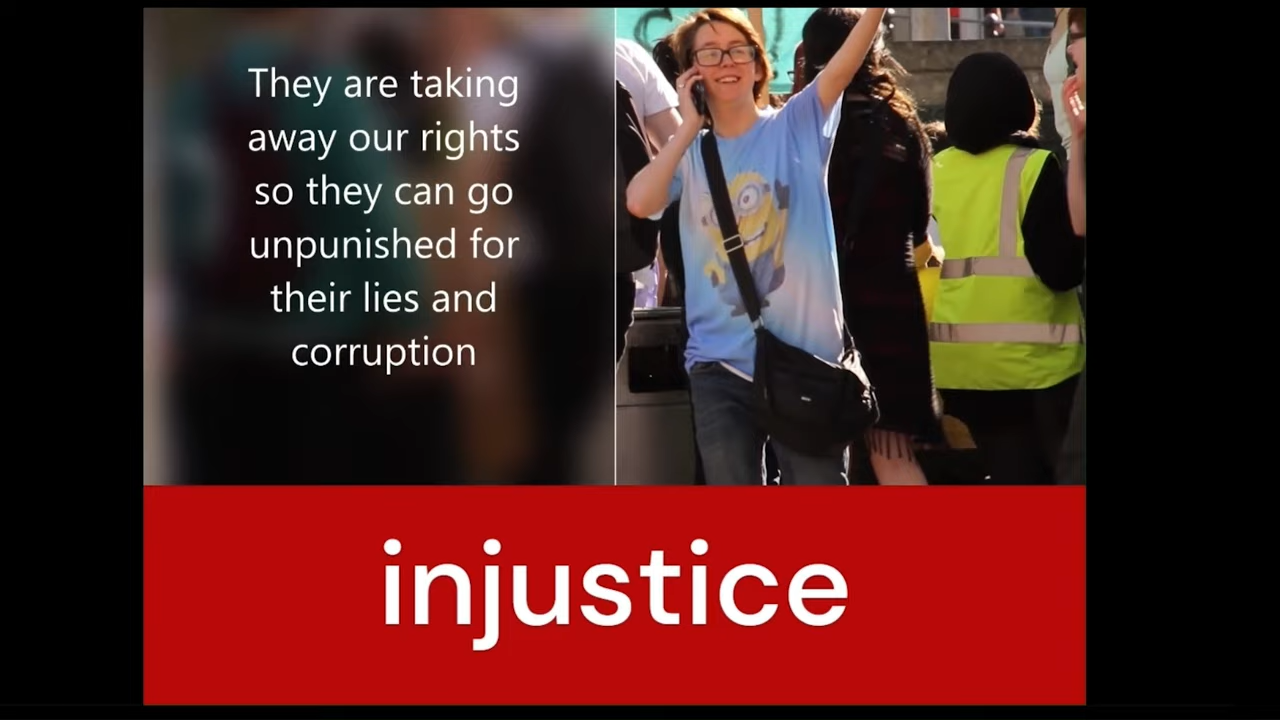 They are taking
away our rights
so they can go
unpunished for
their lies and
corruption
injustice